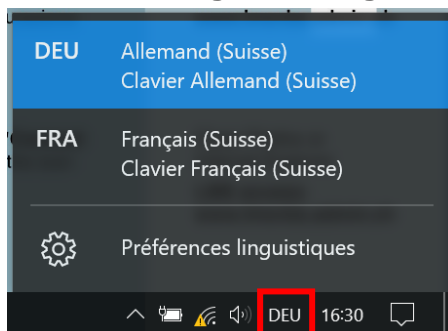 DEU Allemand (Suisse)
Clavier Allemand (Suisse)
FRA Français (Suisse)
Clavier Français (Suisse)
Préférences linguistiques
DEU 16:30